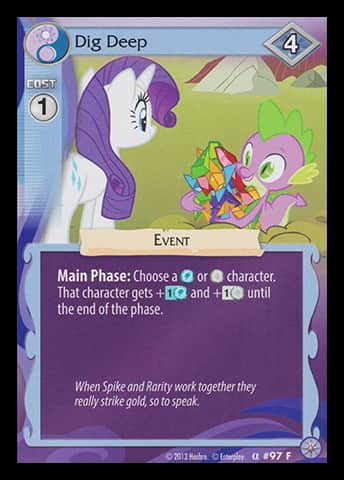 Dig Deep
4
COST
1
EVENT
Main Phase: Choose a or character.
That character gets +1 and +1 until
the end of the phase.
When Spike and Rarity work together they
really strike gold, so to speak.
© 2013 Hasbro © Enterplay α #97 F